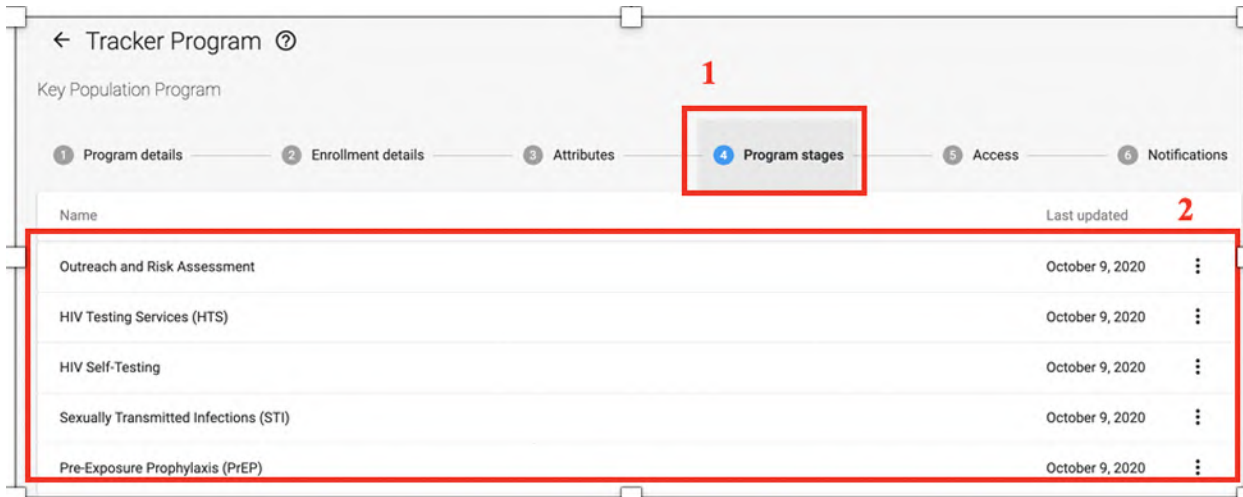 ← Tracker Program ?
Key Population Program
1
1 Program details 2 Enrollment details 3 Attributes 4 Program stages 5 Access 6 Notifications
Name Last updated 2
Outreach and Risk Assessment October 9, 2020
HIV Testing Services (HTS) October 9, 2020
HIV Self-Testing October 9, 2020
Sexually Transmitted Infections (STI) October 9, 2020
Pre-Exposure Prophylaxis (PrEP) October 9, 2020